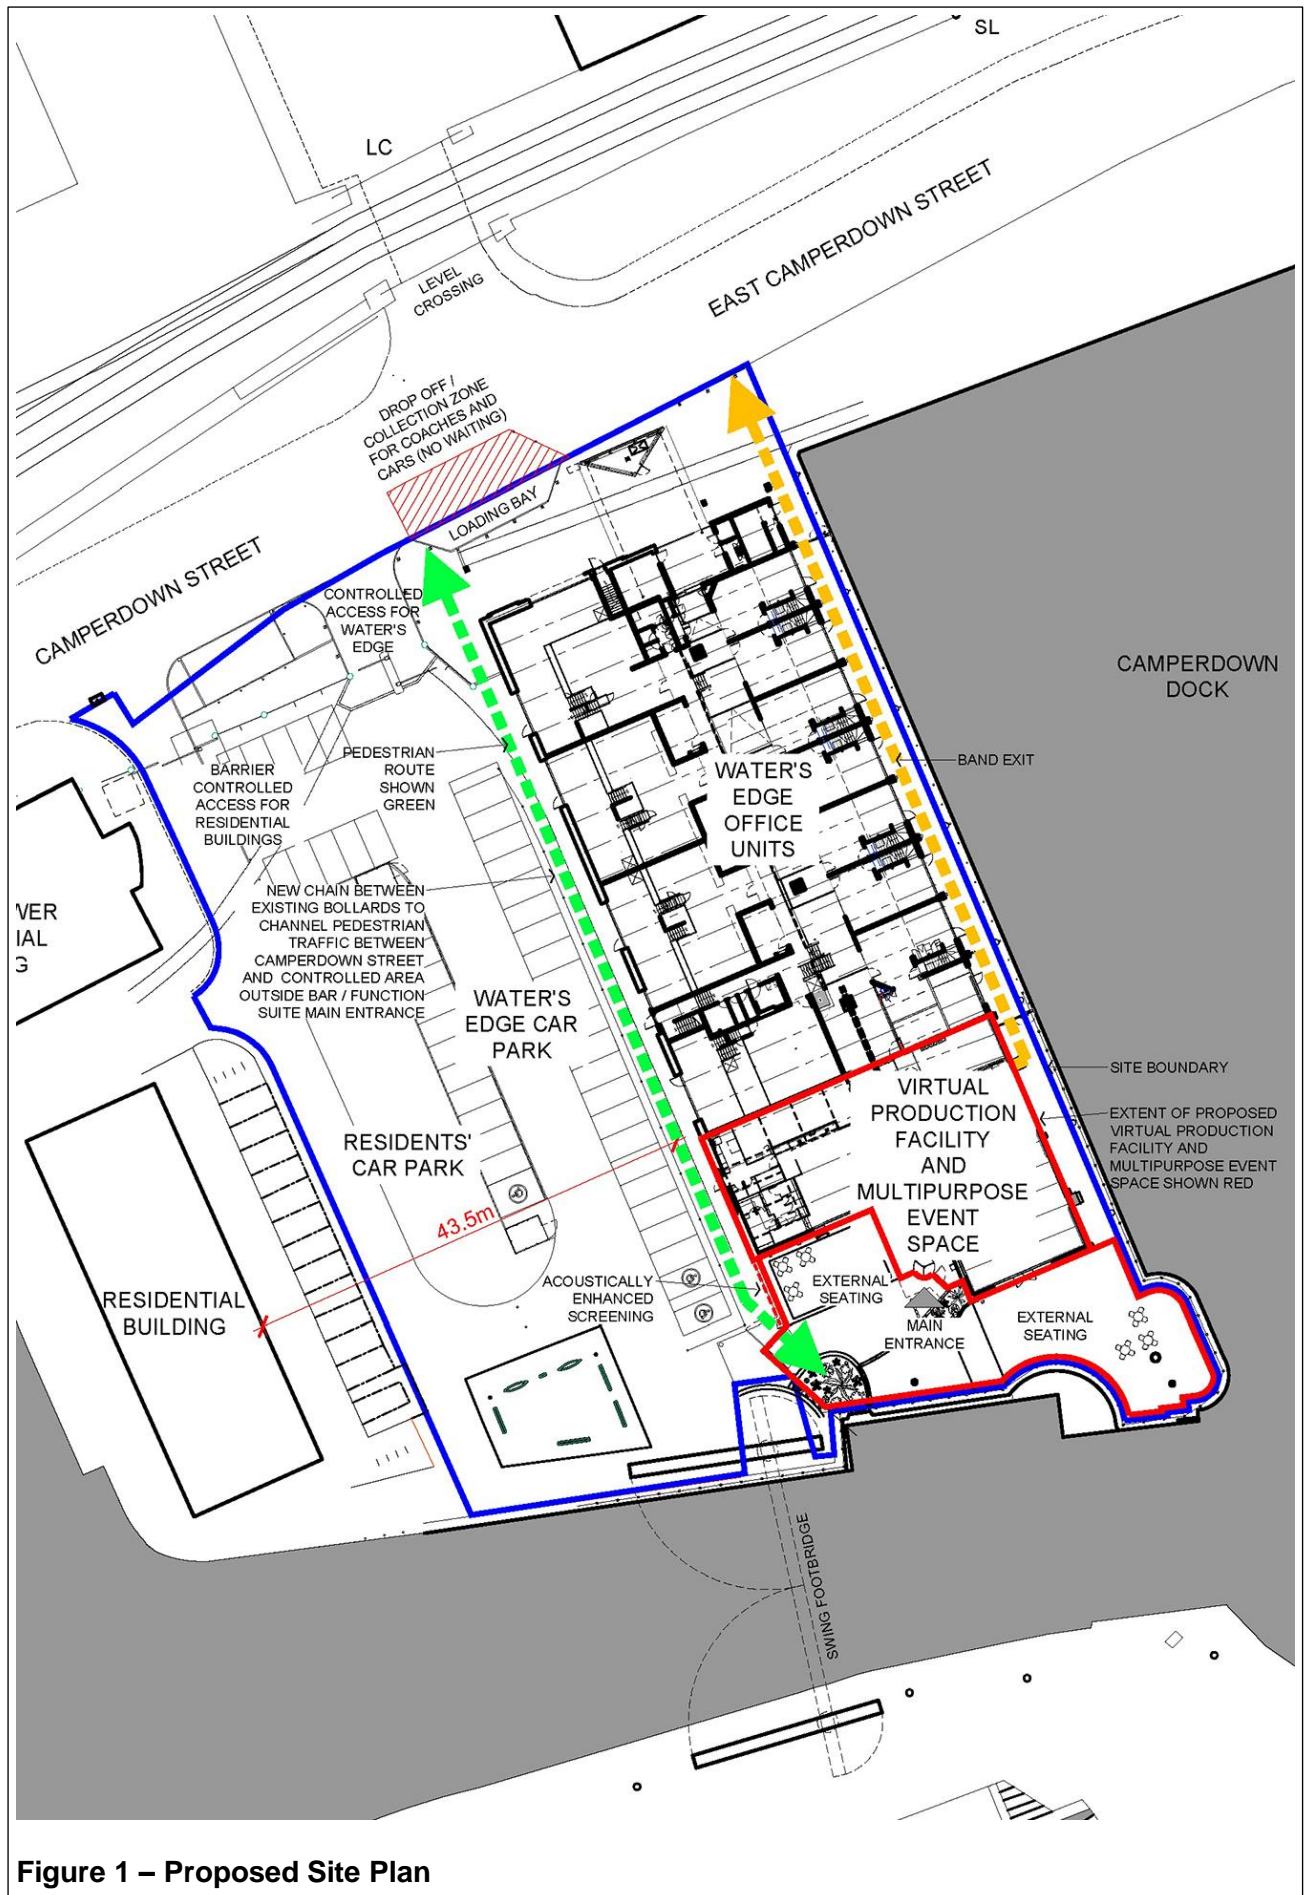 SL
LC
LEVEL
CROSSING
EAST CAMPERDOWN STREET
DROP OFF /
COLLECTION ZONE
FOR COACHES AND
CARS (NO WAITING)
LOADING BAY
CAMPERDOWN STREET
CONTROLLED
ACCESS FOR
WATER'S
EDGE
CAMPERDOWN
DOCK
PEDESTRIAN
ROUTE
SHOWN
GREEN
BAND EXIT
BARRIER
CONTROLLED
ACCESS FOR
RESIDENTIAL
BUILDINGS
WATER'S
EDGE
OFFICE
UNITS
NEW CHAIN BETWEEN
EXISTING BOLLARDS TO
CHANNEL PEDESTRIAN
TRAFFIC BETWEEN
CAMPERDOWN STREET
AND CONTROLLED AREA
OUTSIDE BAR / FUNCTION
SUITE MAIN ENTRANCE
WER
IAL
G
WATER'S
EDGE CAR
PARK
SITE BOUNDARY
VIRTUAL
PRODUCTION
FACILITY
AND
MULTIPURPOSE
EVENT
SPACE
EXTENT OF PROPOSED
VIRTUAL PRODUCTION
FACILITY AND
MULTIPURPOSE EVENT
SPACE SHOWN RED
RESIDENTS'
CAR PARK
43.5m
ACOUSTICALLY
ENHANCED
SCREENING
EXTERNAL
SEATING
MAIN
ENTRANCE
EXTERNAL
SEATING
RESIDENTIAL
BUILDING
SWING FOOTBRIDGE
Figure 1 – Proposed Site Plan